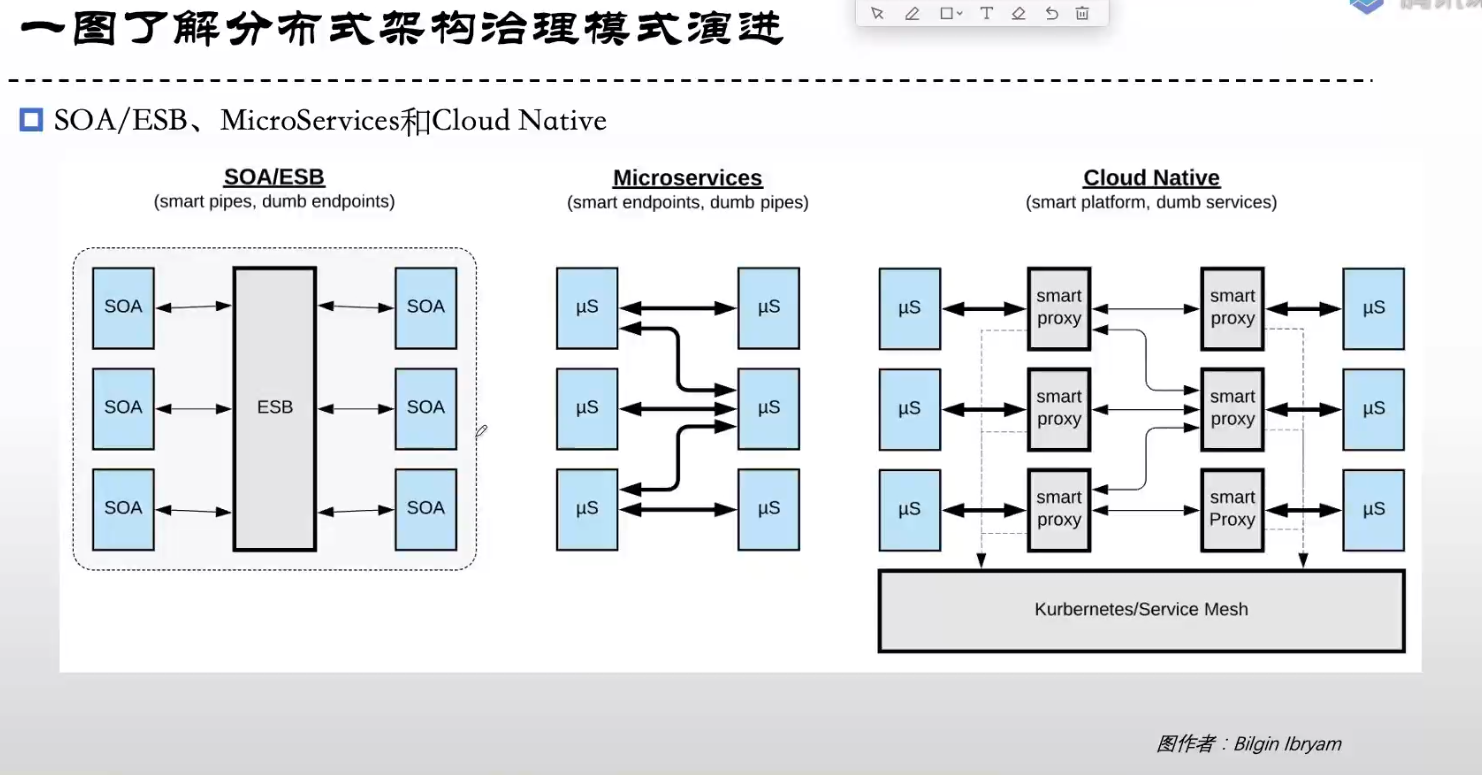 一图了解分布式架构治理模式演进
SOA/ESB、MicroServices和Cloud Native
SOA/ESB
(smart pipes, dumb endpoints)
SOA
SOA
SOA
ESB
SOA
SOA
SOA
Microservices
(smart endpoints, dumb pipes)
µS
µS
µS
µS
µS
µS
Cloud Native
(smart platform, dumb services)
µS
smart
proxy
smart
proxy
µS
µS
smart
proxy
smart
proxy
µS
µS
smart
proxy
smart
Proxy
µS
Kurbernetes/Service Mesh
图作者：Bilgin Ibryam